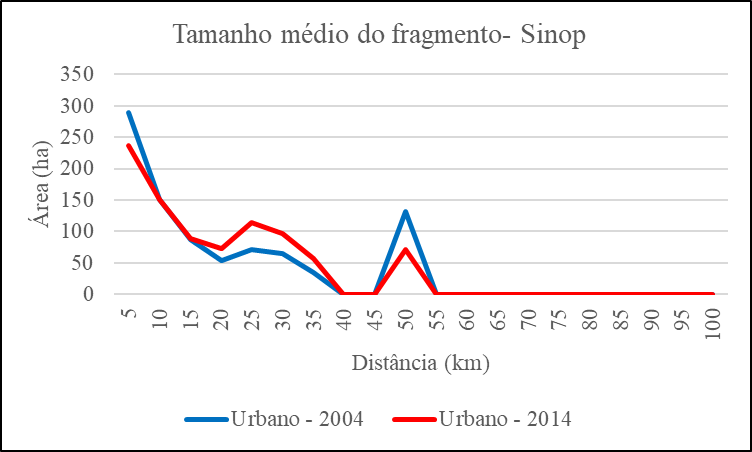 Tamanho médio do fragmento- Sinop
350
300
250
200
150
100
50
0
Área (ha)
5 10 15 20 25 30 35 40 45 50 55 60 65 70 75 80 85 90 95 100
Distância (km)
Urbano - 2004 Urbano - 2014